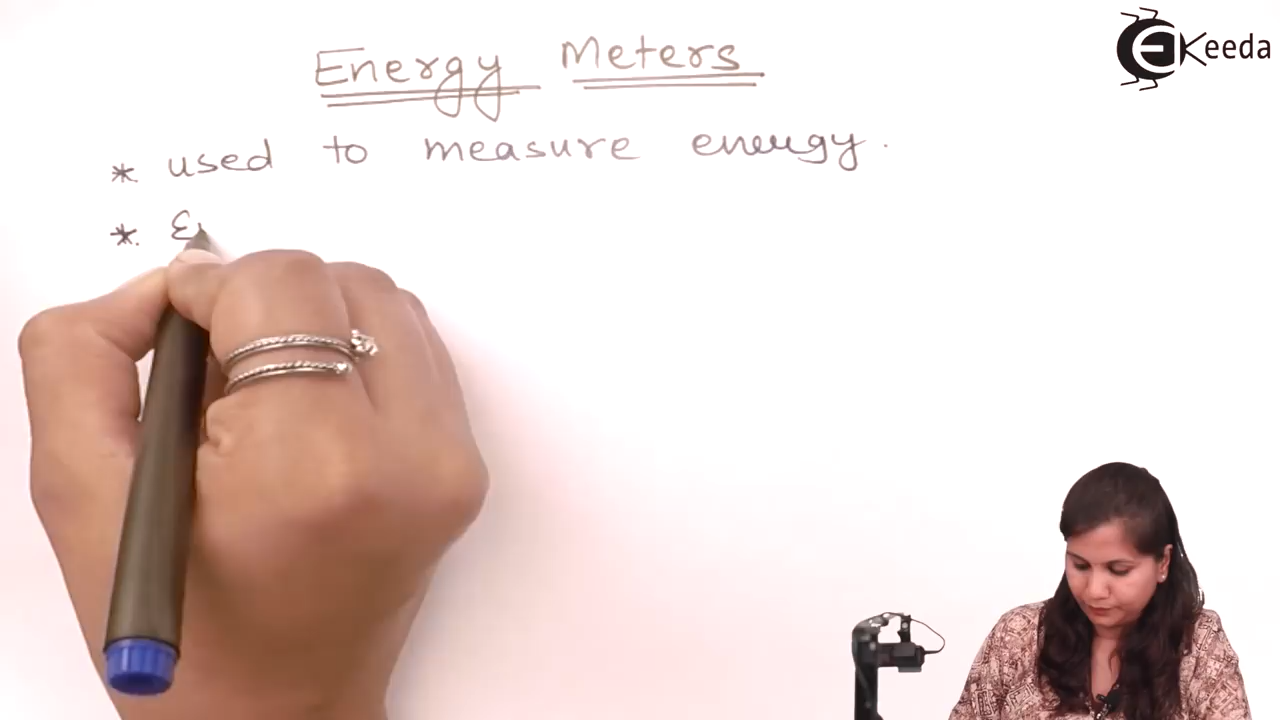 Ekeeda
Energy Meters
* used to measure energy.
* E